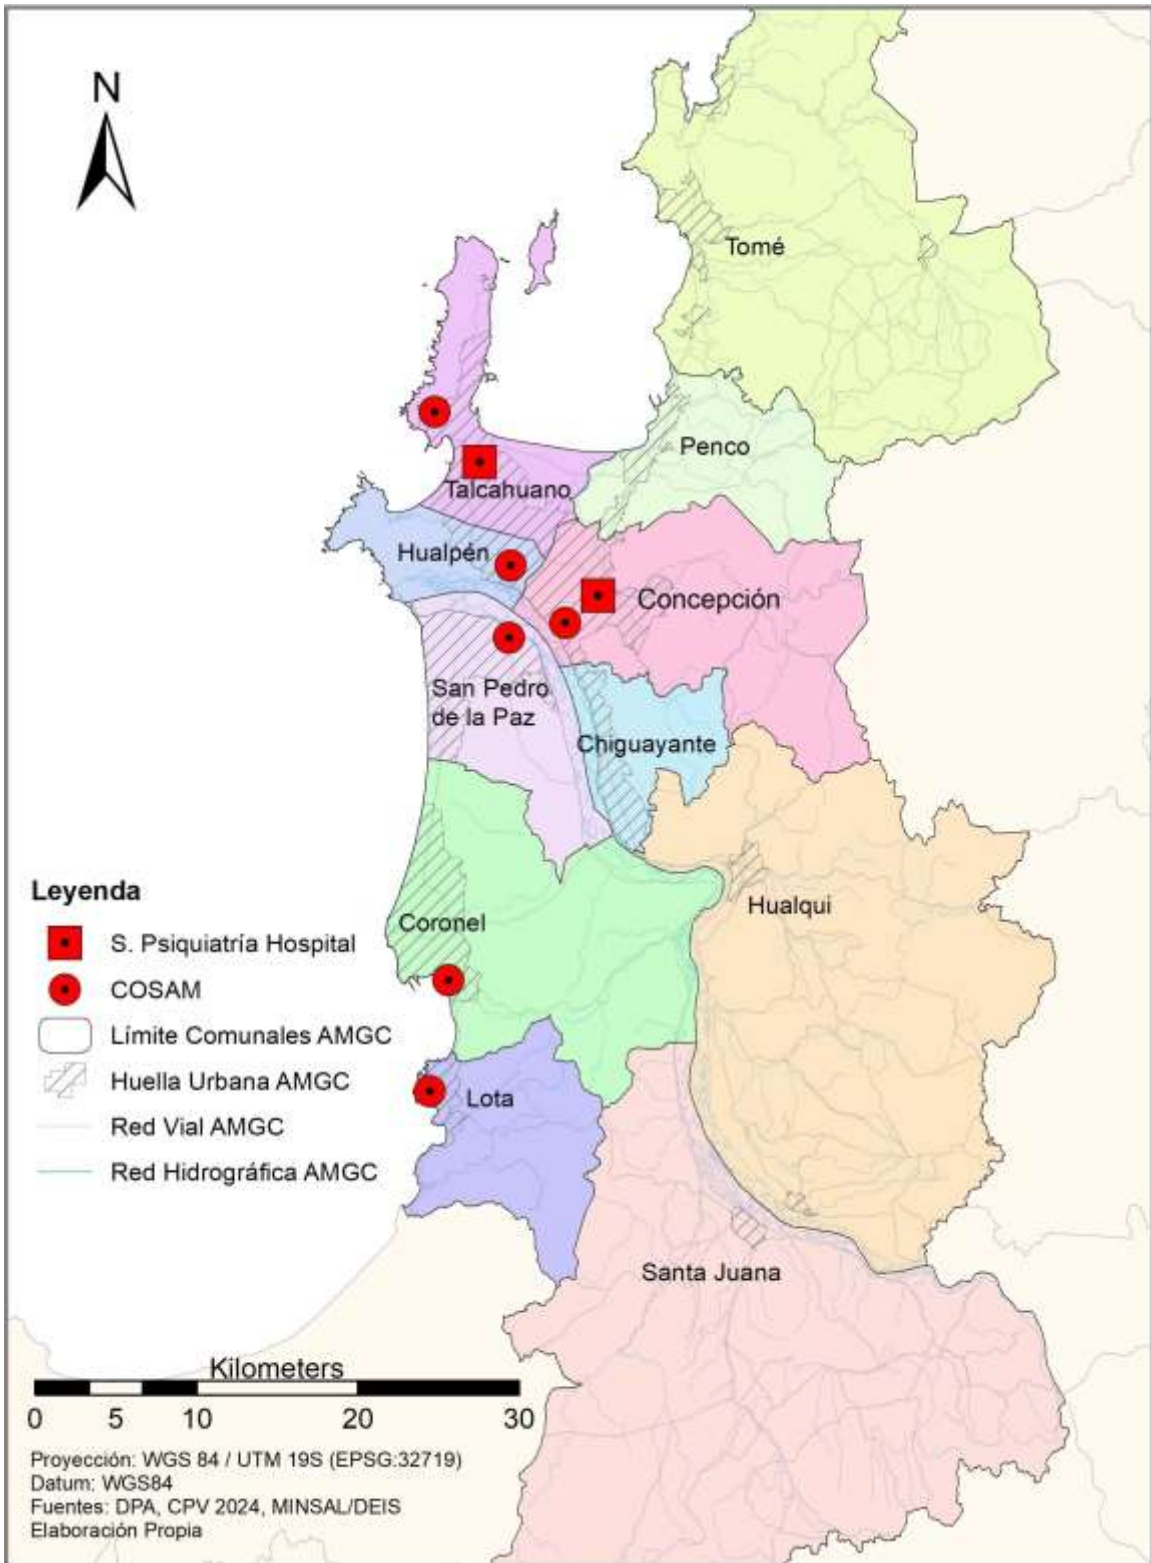 N
Tomé
Penco
Talcahuano
Hualpén
Concepción
San Pedro
de la Paz
Chiguayante
Leyenda
S. Psiquiatría Hospital
COSAM
Límite Comunales AMGC
Huella Urbana AMGC
Red Vial AMGC
Red Hidrográfica AMGC
Coronel
Hualqui
Lota
Santa Juana
Kilometers
0 5 10 20 30
Proyección: WGS 84 / UTM 19S (EPSG:32719)
Datum: WGS84
Fuentes: DPA, CPV 2024, MINSAL/DEIS
Elaboración Propia